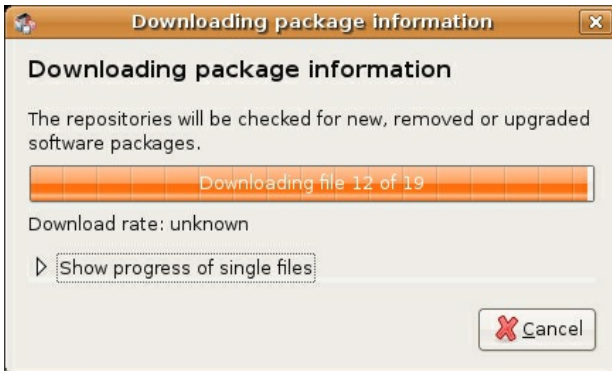 Downloading package information
Downloading package information
The repositories will be checked for new, removed or upgraded
software packages.
Downloading file 12 of 19
Download rate: unknown
Show progress of single files
Cancel